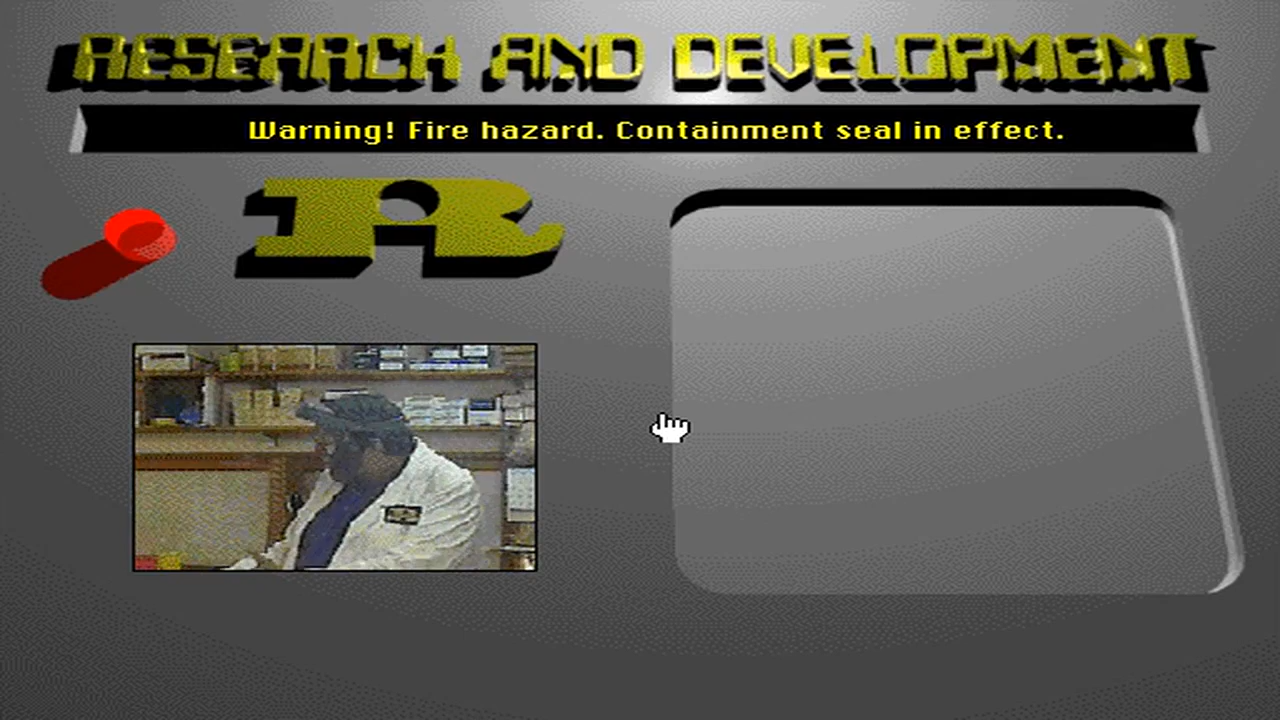 RESEARCH AND DEVELOPMENT
Warning! Fire hazard. Containment seal in effect.
R